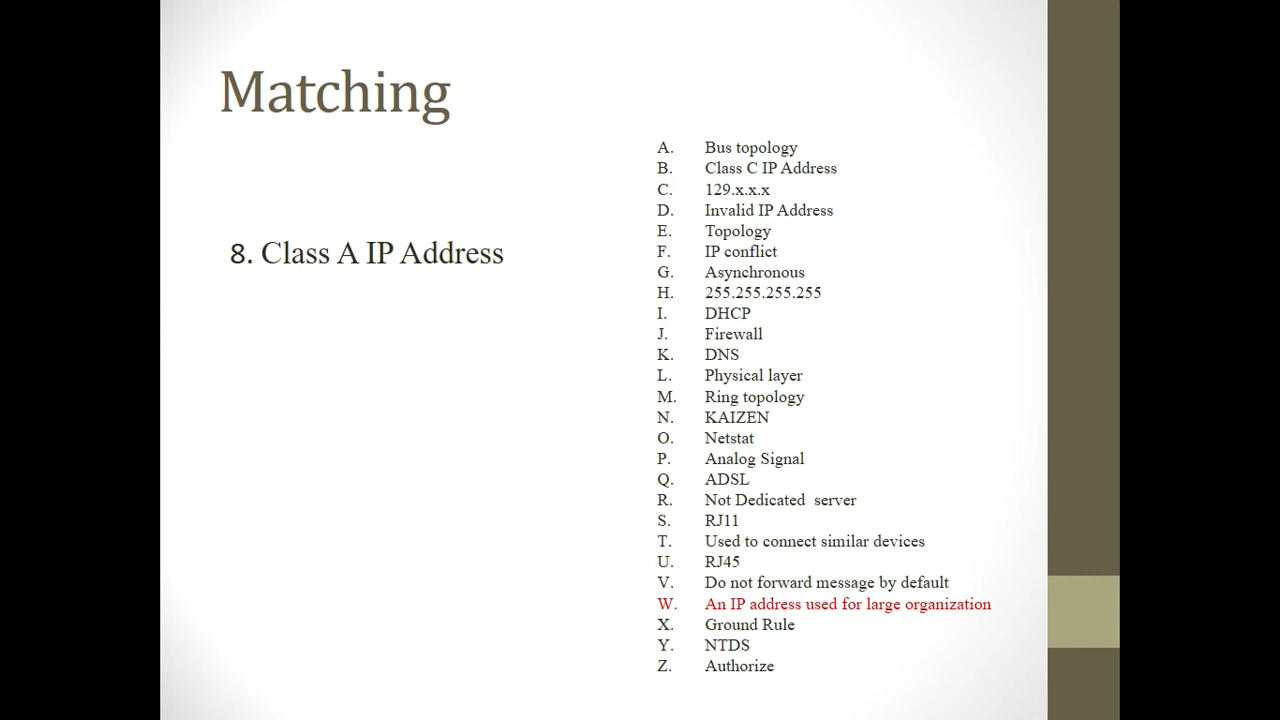 Matching
8. Class A IP Address
A. Bus topology
B. Class C IP Address
C. 129.x.x.x
D. Invalid IP Address
E. Topology
F. IP conflict
G. Asynchronous
H. 255.255.255.255
I. DHCP
J. Firewall
K. DNS
L. Physical layer
M. Ring topology
N. KAIZEN
O. Netstat
P. Analog Signal
Q. ADSL
R. Not Dedicated server
S. RJ11
T. Used to connect similar devices
U. RJ45
V. Do not forward message by default
W. An IP address used for large organization
X. Ground Rule
Y. NTDS
Z. Authorize